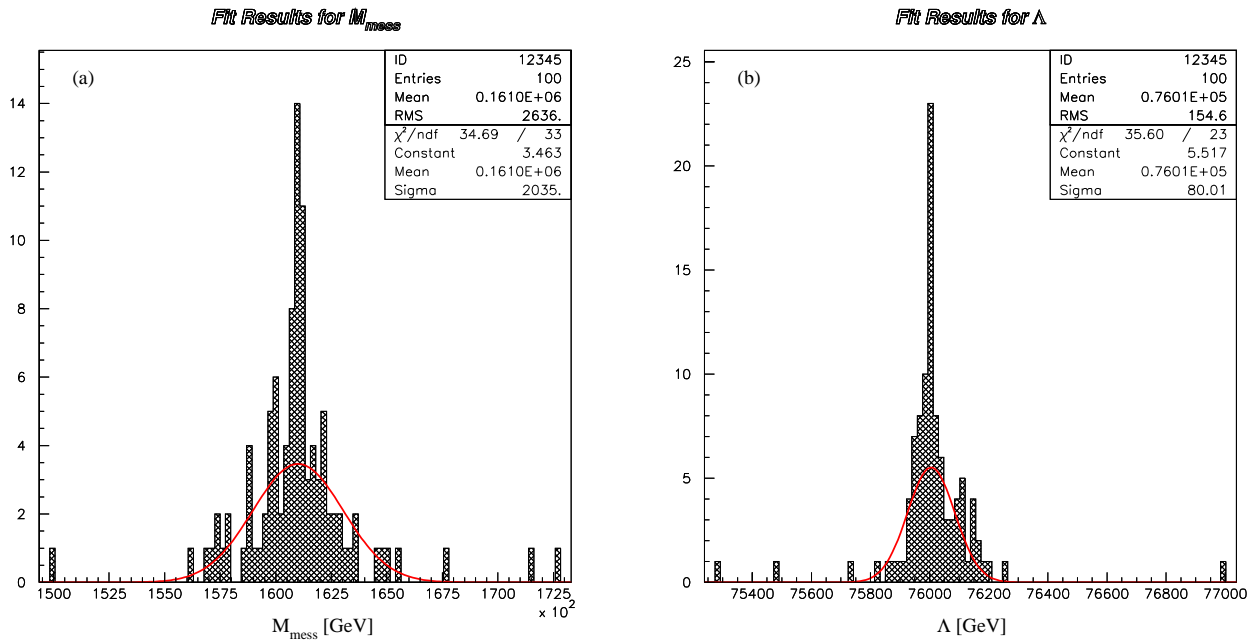 Fit Results for M_mess
(a)
ID 12345
Entries 100
Mean 0.1610E+06
RMS 2636.
χ²/ndf 34.69 / 33
Constant 3.463
Mean 0.1610E+06
Sigma 2035.
14
12
10
8
6
4
2
0
1500 1525 1550 1575 1600 1625 1650 1675 1700 1725
× 10²
M_mess [GeV]
Fit Results for Λ
(b)
ID 12345
Entries 100
Mean 0.7601E+05
RMS 154.6
χ²/ndf 35.60 / 23
Constant 5.517
Mean 0.7601E+05
Sigma 80.01
25
20
15
10
5
0
75400 75600 75800 76000 76200 76400 76600 76800 77000
Λ [GeV]